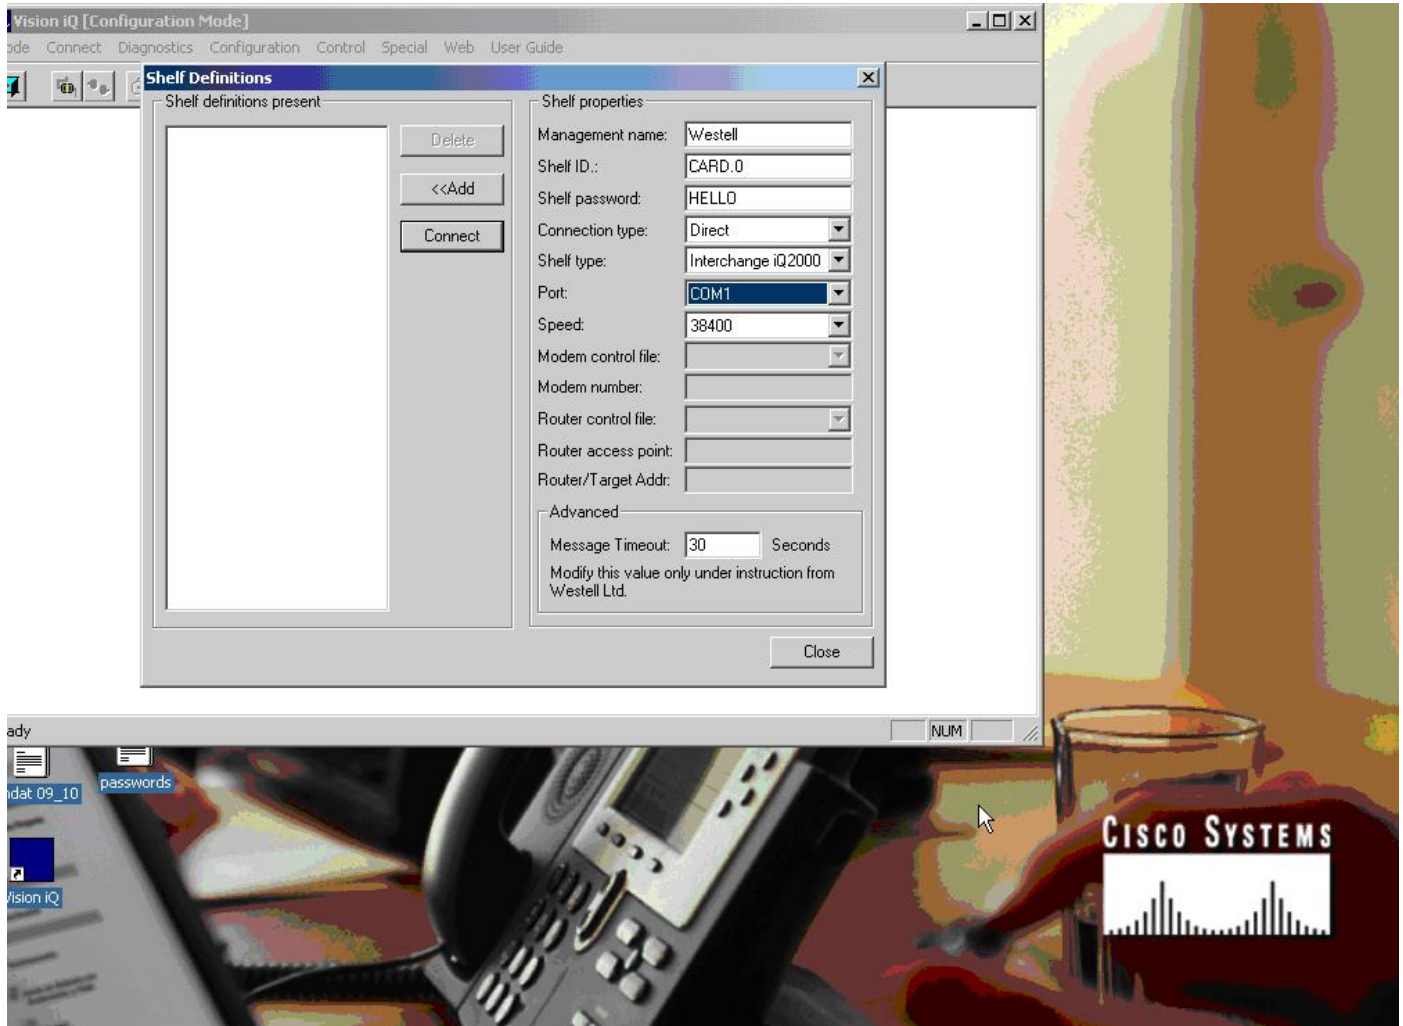 Vision iQ [Configuration Mode]
Connect Diagnostics Configuration Control Special Web User Guide
Shelf Definitions
Shelf definitions present
Delete
<<Add
Connect
Shelf properties
Management name: Westell
Shelf ID.: CARD.0
Shelf password: HELLO
Connection type: Direct
Shelf type: Interchange iQ2000
Port: COM1
Speed: 38400
Modem control file:
Modem number:
Router control file:
Router access point:
Router/Target Addr:
Advanced
Message Timeout: 30 Seconds
Modify this value only under instruction from
Westell Ltd.
Close
ady
NUM
passwords
dat 09_10
Vision iQ
CISCO SYSTEMS